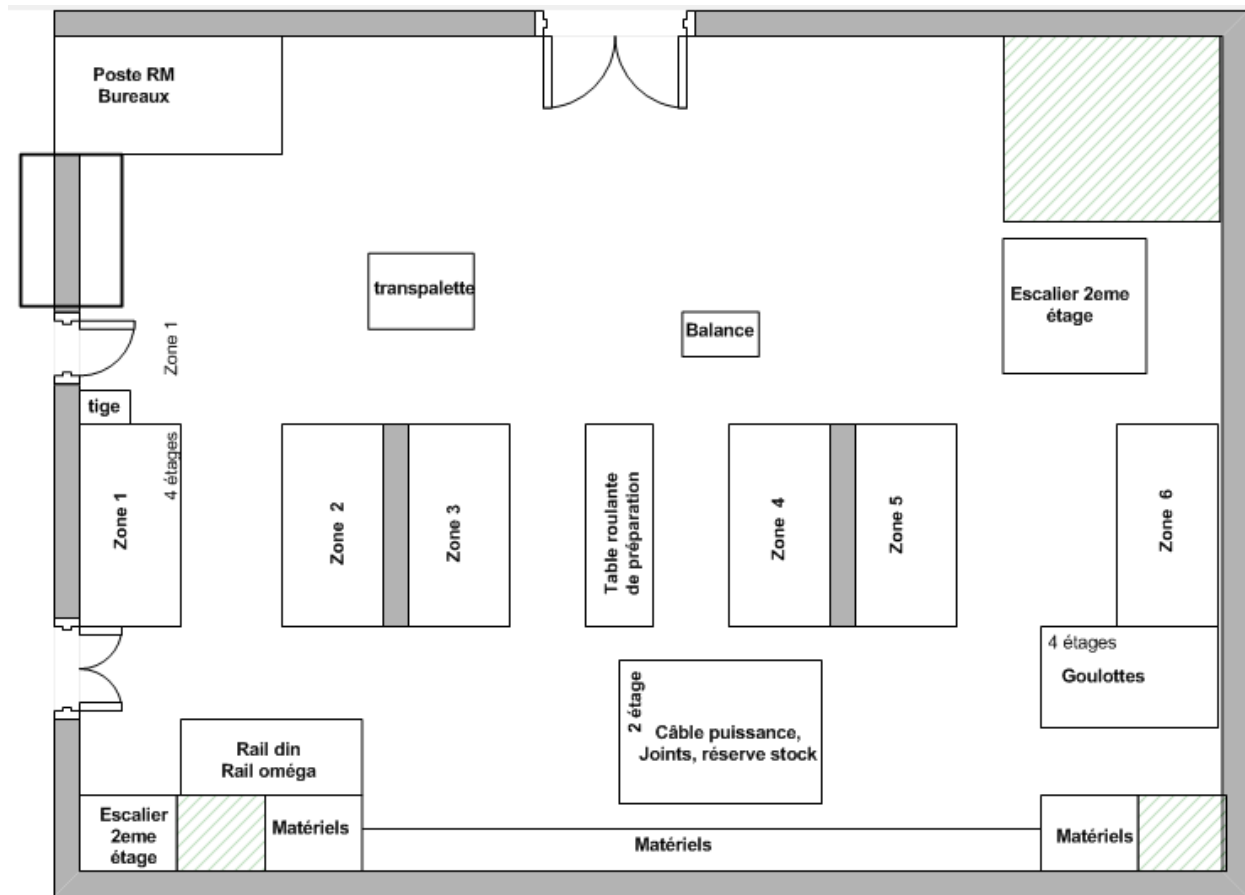 Poste RM
Bureaux
transpalette
Balance
Escalier 2eme
étage
Zone 1
tige
Zone 1
4 étages
Zone 2
Zone 3
Table roulante
de préparation
Zone 4
Zone 5
Zone 6
4 étages
Goulottes
2 étage
Câble puissance,
Joints, réserve stock
Rail din
Rail oméga
Escalier
2eme
étage
Matériels
Matériels
Matériels